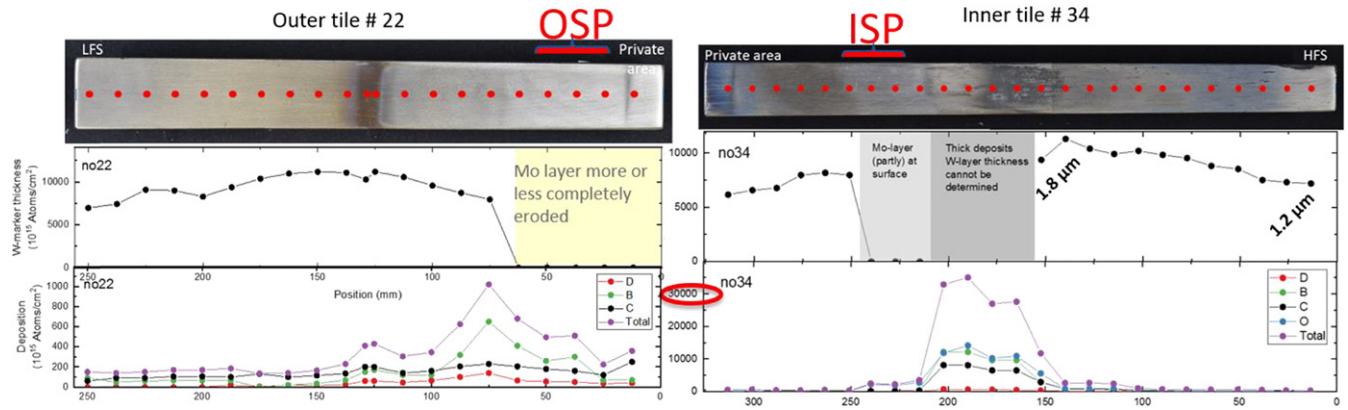 Outer tile # 22
OSP
LFS
Private
area
Inner tile # 34
ISP
Private area
HFS
W-marker thickness
(10¹⁵ Atoms/cm²)
10000
5000
0
no22
Mo layer more or
less completely
eroded
250
200
150
100
50
0
Position (mm)
Deposition
(10¹⁵ Atoms/cm²)
1000
800
600
400
200
0
no22
D
B
C
Total
250
200
150
100
50
0
10000
5000
0
no34
Mo-layer
(partly) at
surface
Thick deposits
W-layer thickness
cannot be
determined
1.8 μm
1.2 μm
30000
20000
10000
0
no34
D
B
C
O
Total
300
250
200
150
100
50
0